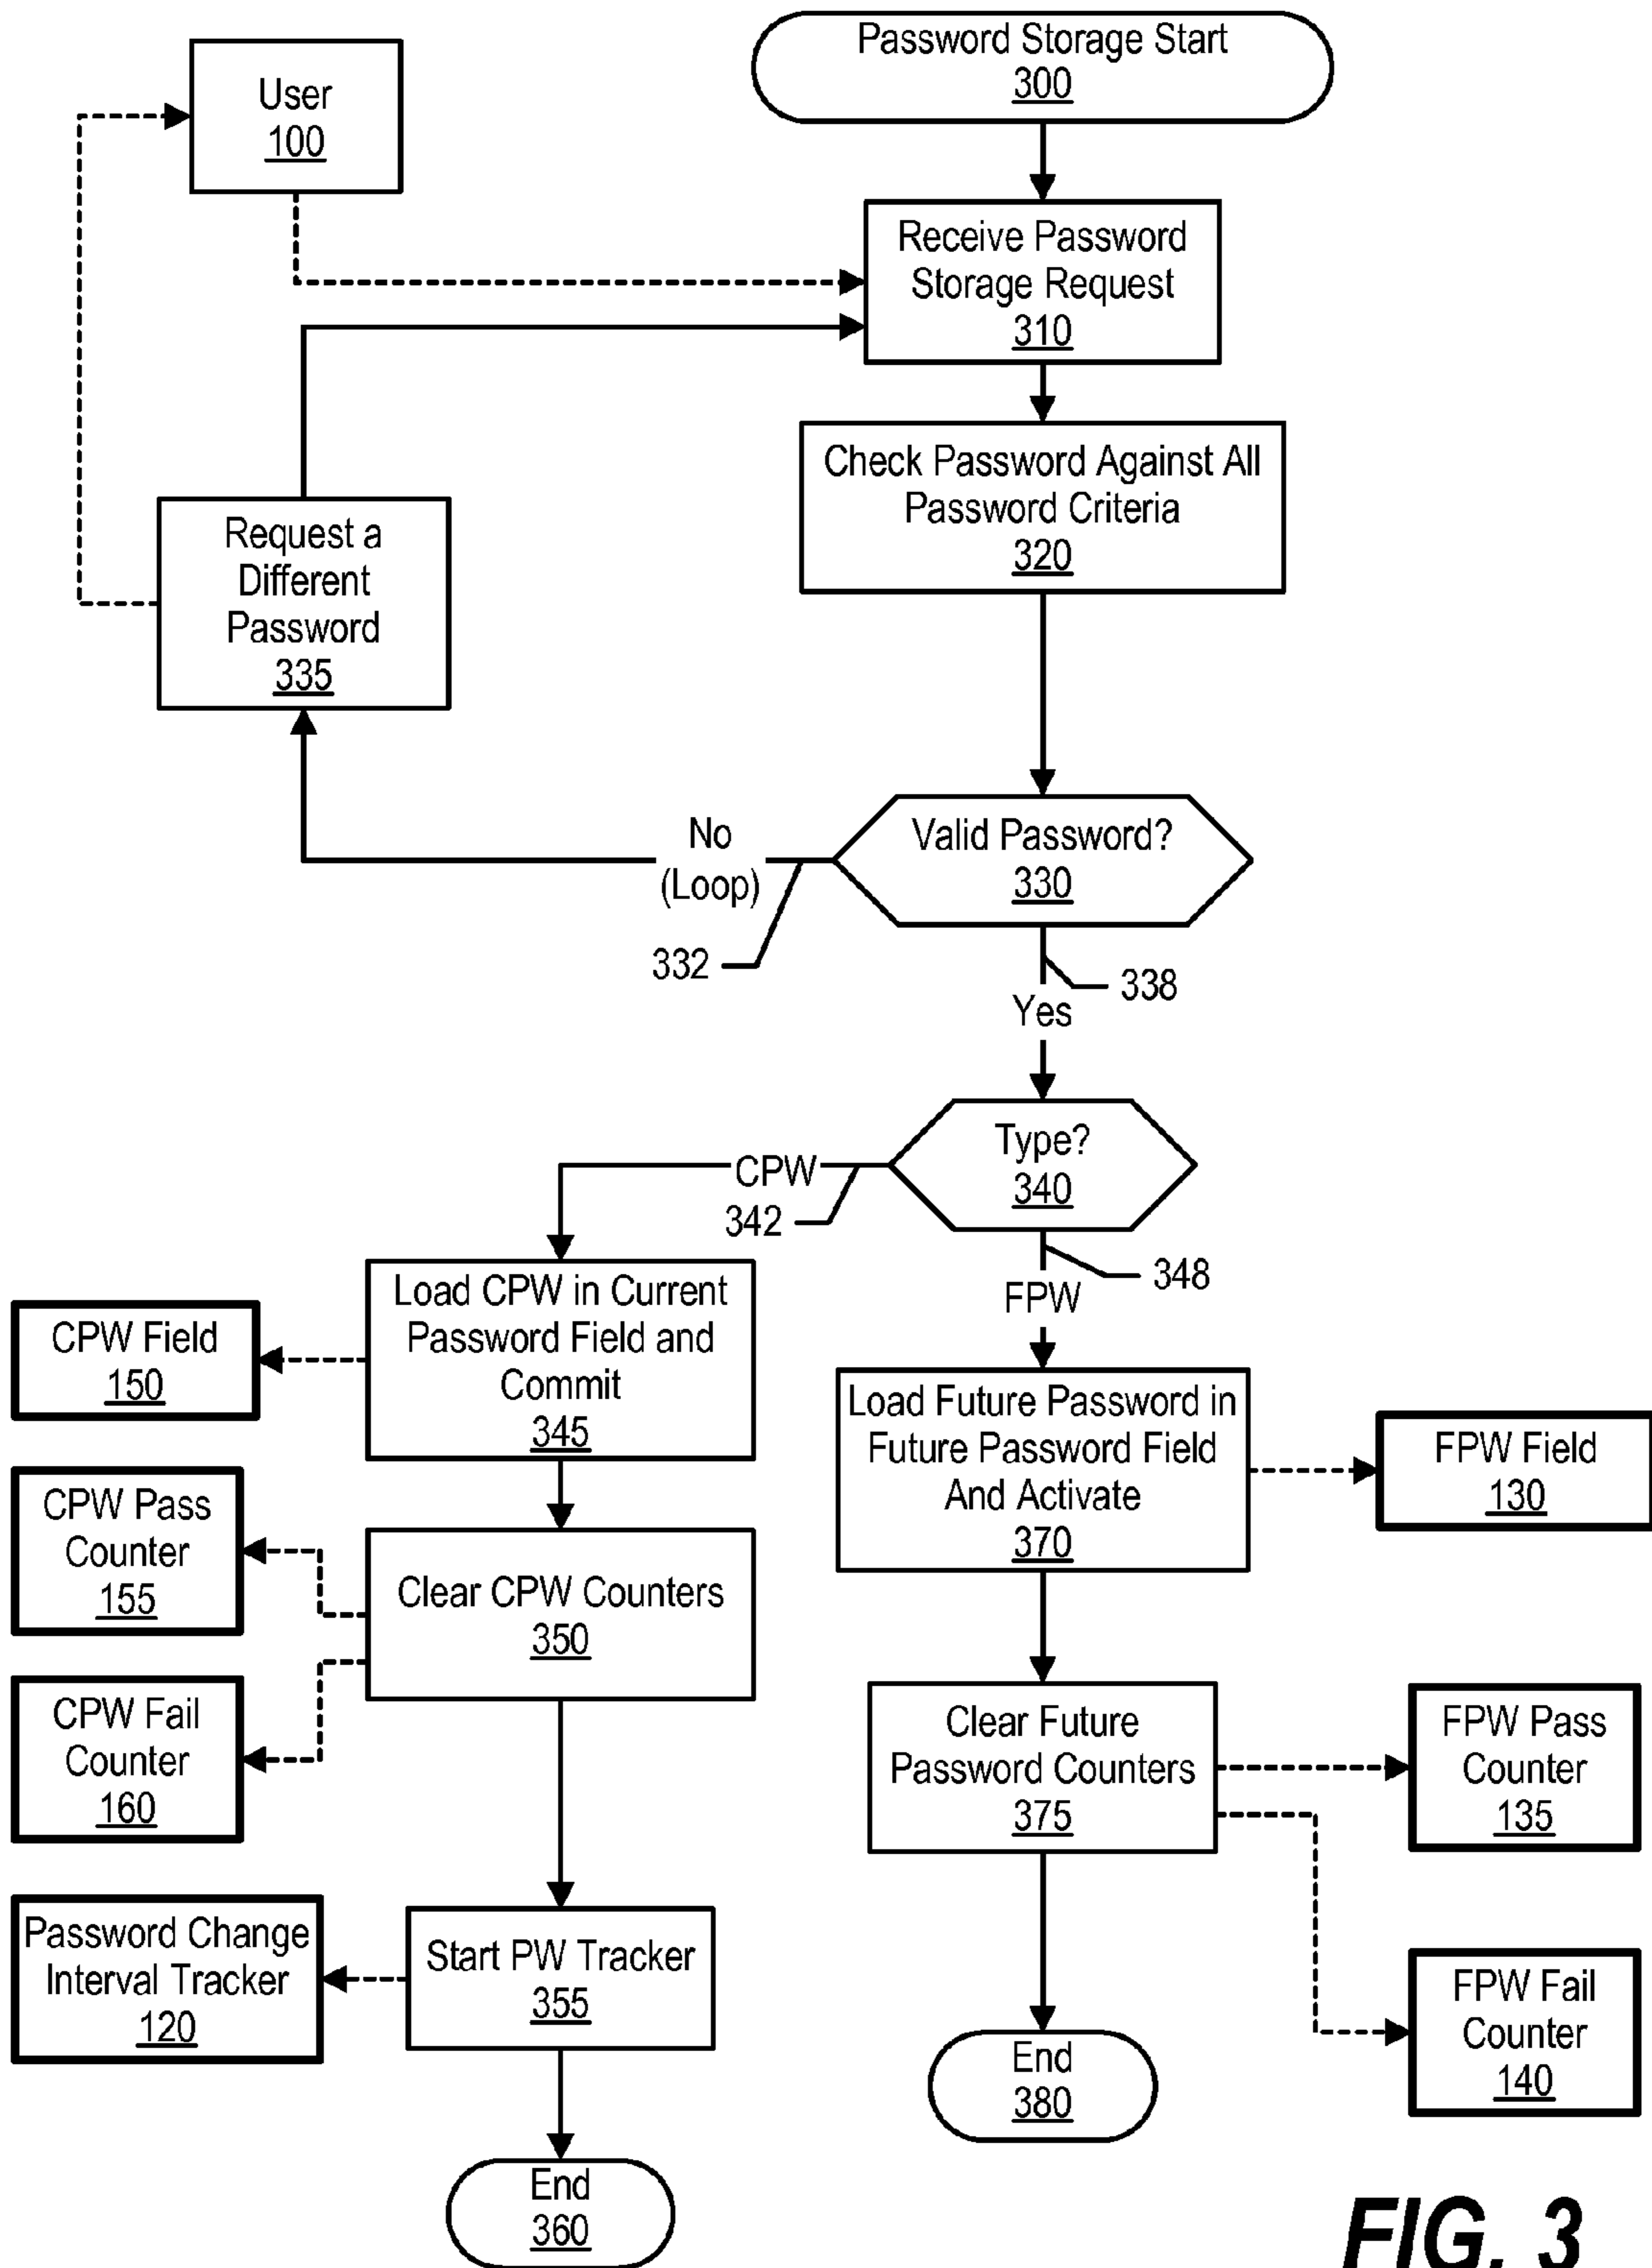 Password Storage Start
300
User
100
Receive Password
Storage Request
310
Check Password Against All
Password Criteria
320
Request a
Different
Password
335
Valid Password?
330
No
(Loop)
332
338
Yes
Type?
340
CPW
342
348
FPW
Load CPW in Current
Password Field and
Commit
345
CPW Field
150
Load Future Password in
Future Password Field
And Activate
370
FPW Field
130
CPW Pass
Counter
155
Clear CPW Counters
350
CPW Fail
Counter
160
Clear Future
Password Counters
375
FPW Pass
Counter
135
Password Change
Interval Tracker
120
Start PW Tracker
355
FPW Fail
Counter
140
End
380
End
360
FIG. 3